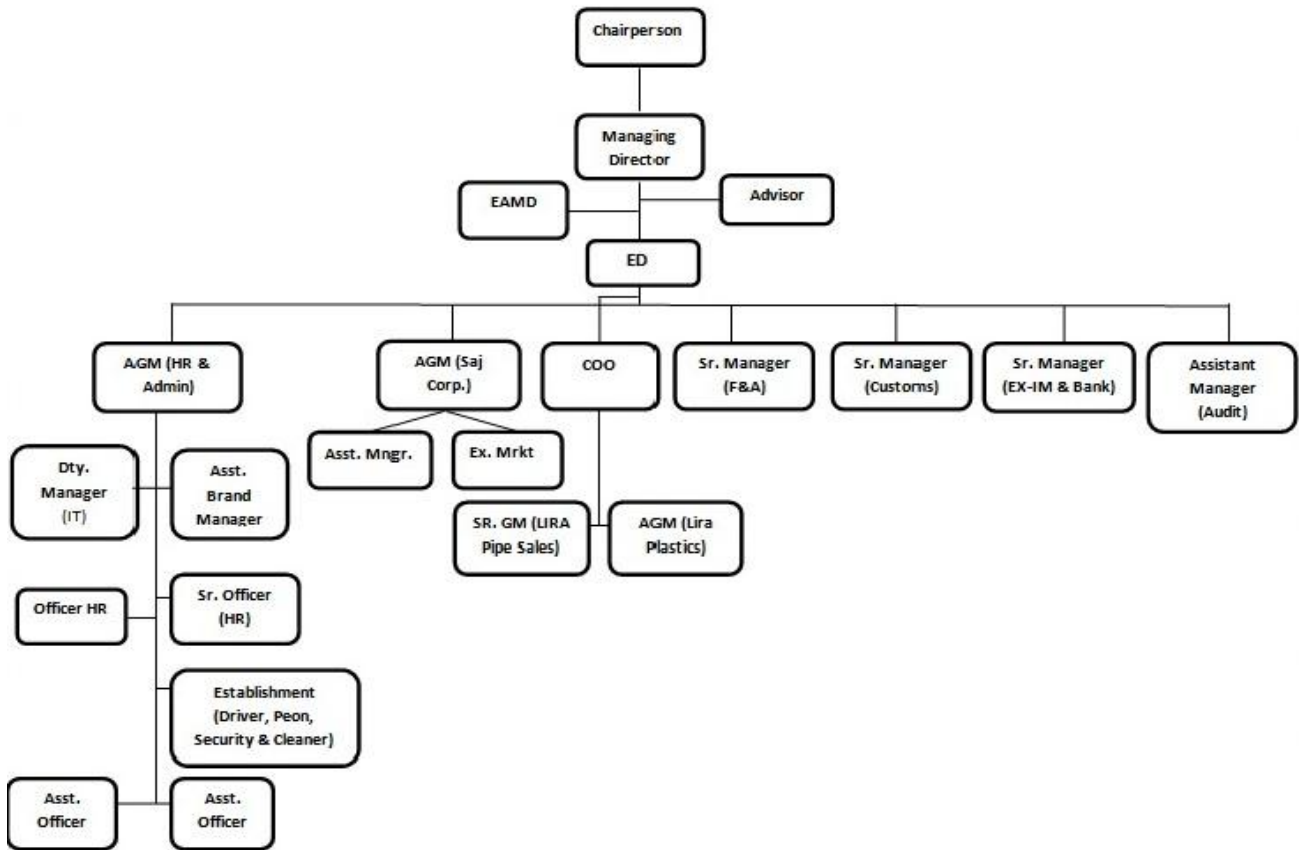 Chairperson
Managing
Director
EAMD
Advisor
ED
AGM (HR &
Admin)
AGM (Saj
Corp.)
COO
Sr. Manager
(F&A)
Sr. Manager
(Customs)
Sr. Manager
(EX-IM & Bank)
Assistant
Manager
(Audit)
Asst. Mngr.
Ex. Mrkt
Dty.
Manager
(IT)
Asst.
Brand
Manager
SR. GM (LIRA
Pipe Sales)
AGM (Lira
Plastics)
Officer HR
Sr. Officer
(HR)
Establishment
(Driver, Peon,
Security & Cleaner)
Asst.
Officer
Asst.
Officer